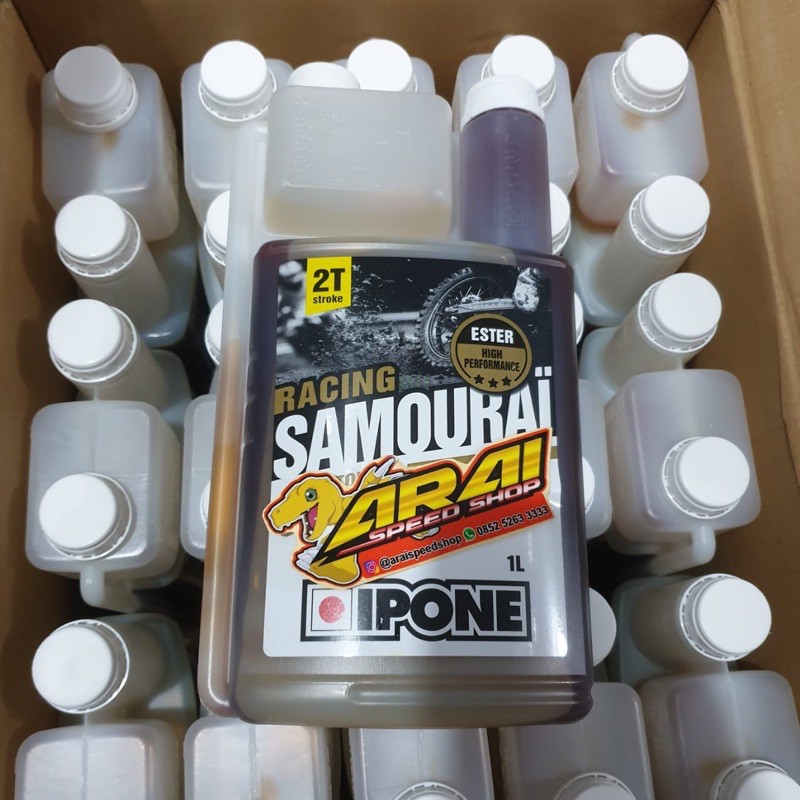 2T
stroke
ESTER
HIGH
PERFORMANCE
RACING
SAMOURAÏ
ARAI
SPEED SHOP
@araispeedshop 0852 5263 3333
1L
IPONE